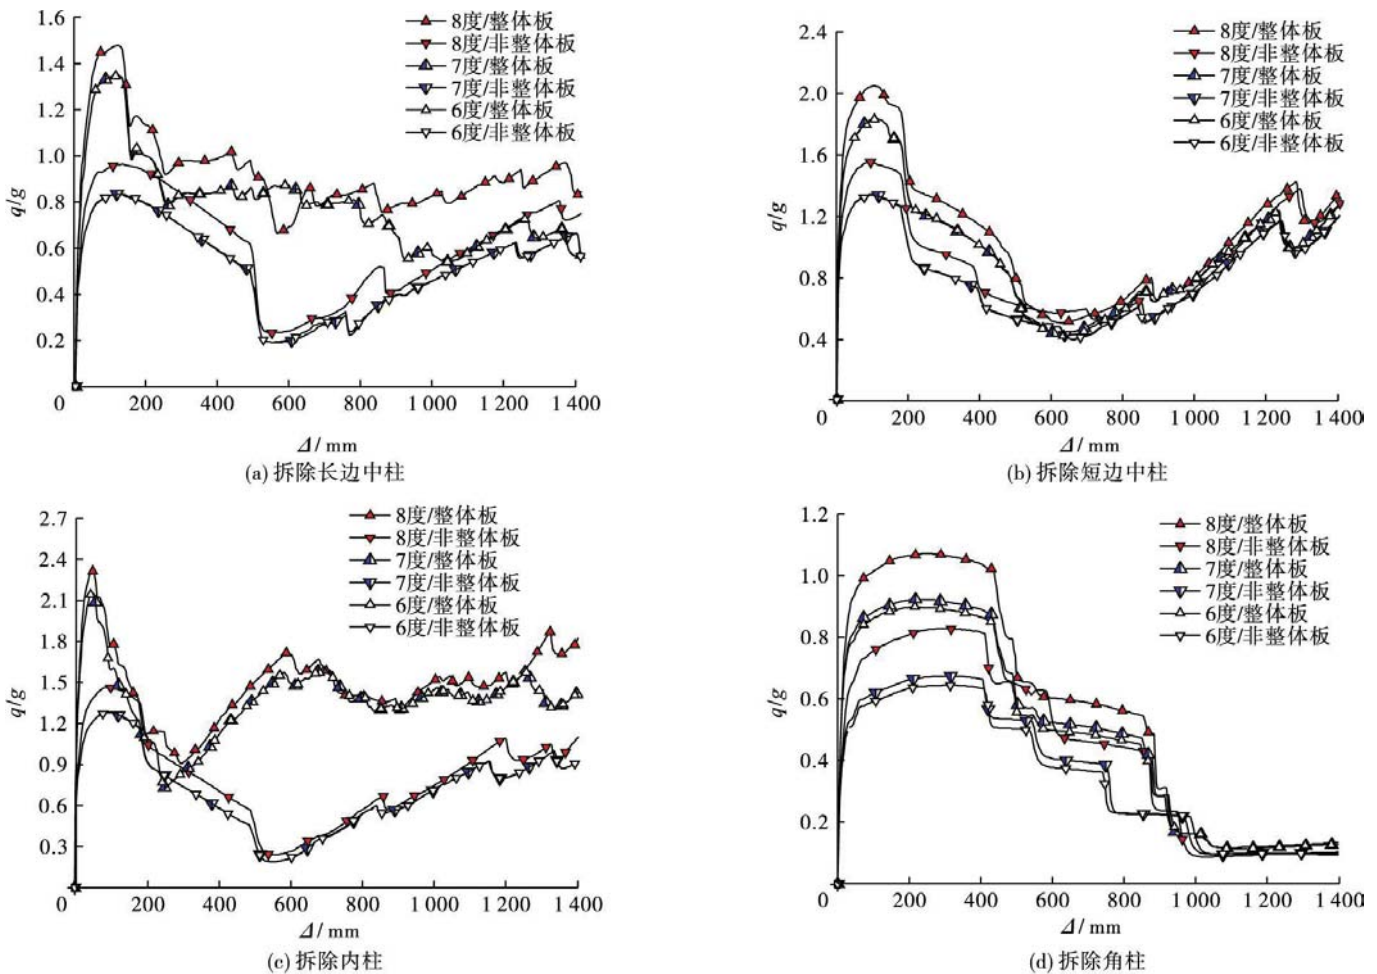 1.6
1.4
1.2
1.0
0.8
0.6
0.4
0.2
0
200
400
600
800
1 000
1 200
1 400
q/g
Δ/ mm
8度/整体板
8度/非整体板
7度/整体板
7度/非整体板
6度/整体板
6度/非整体板
(a) 拆除长边中柱
2.4
2.0
1.6
1.2
0.8
0.4
0
200
400
600
800
1 000
1 200
1 400
q/g
Δ/ mm
8度/整体板
8度/非整体板
7度/整体板
7度/非整体板
6度/整体板
6度/非整体板
(b) 拆除短边中柱
2.7
2.4
2.1
1.8
1.5
1.2
0.9
0.6
0.3
0
200
400
600
800
1 000
1 200
1 400
q/g
Δ/ mm
8度/整体板
8度/非整体板
7度/整体板
7度/非整体板
6度/整体板
6度/非整体板
(c) 拆除内柱
1.2
1.0
0.8
0.6
0.4
0.2
0
200
400
600
800
1 000
1 200
1 400
q/g
Δ/ mm
8度/整体板
8度/非整体板
7度/整体板
7度/非整体板
6度/整体板
6度/非整体板
(d) 拆除角柱